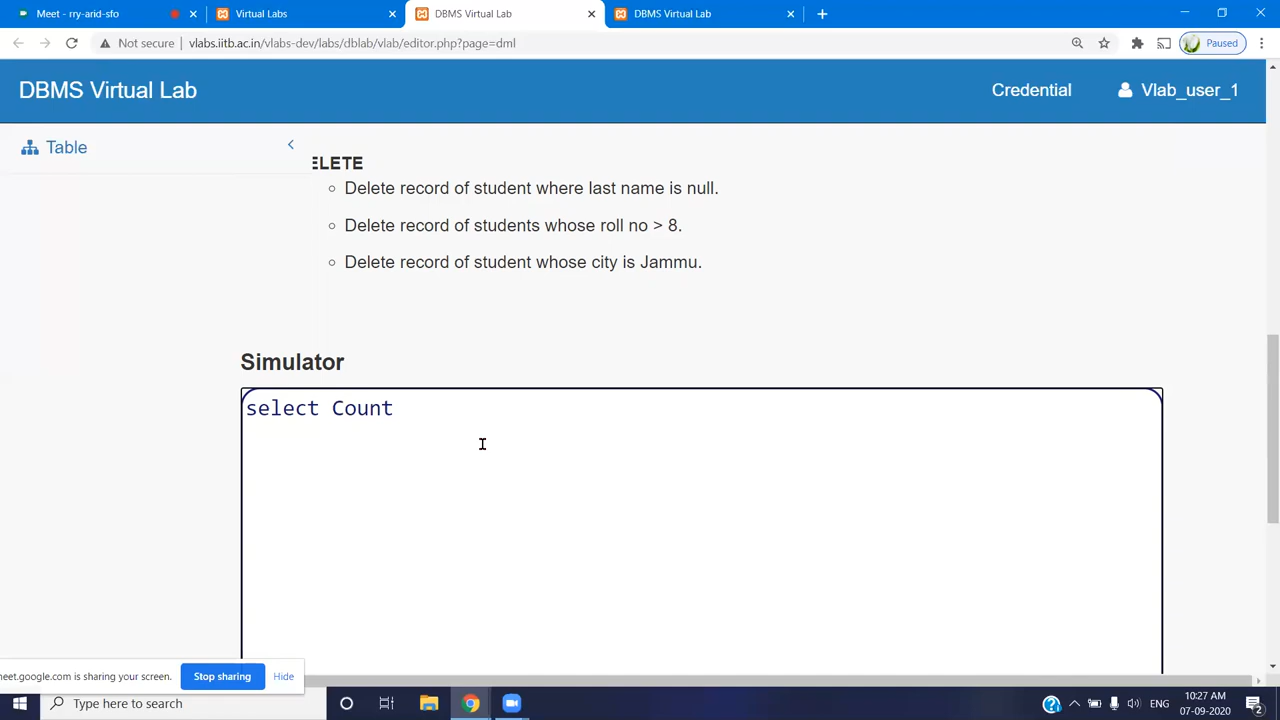 Meet - rry-arid-sfo
Virtual Labs
DBMS Virtual Lab
DBMS Virtual Lab
Not secure
vlabs.iitb.ac.in/vlabs-dev/labs/dblab/vlab/editor.php?page=dml
Paused
DBMS Virtual Lab
Credential
Vlab_user_1
Table
ELETE
Delete record of student where last name is null.
Delete record of students whose roll no > 8.
Delete record of student whose city is Jammu.
Simulator
select Count
meet.google.com is sharing your screen.
Stop sharing
Hide
Type here to search
ENG
10:27 AM
07-09-2020
2